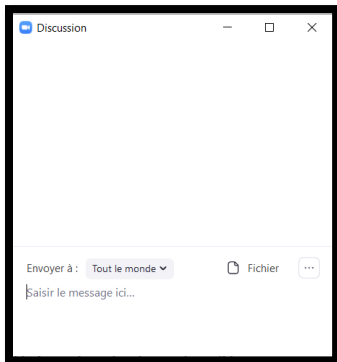 Discussion
Envoyer à : Tout le monde Fichier ...
Saisir le message ici...